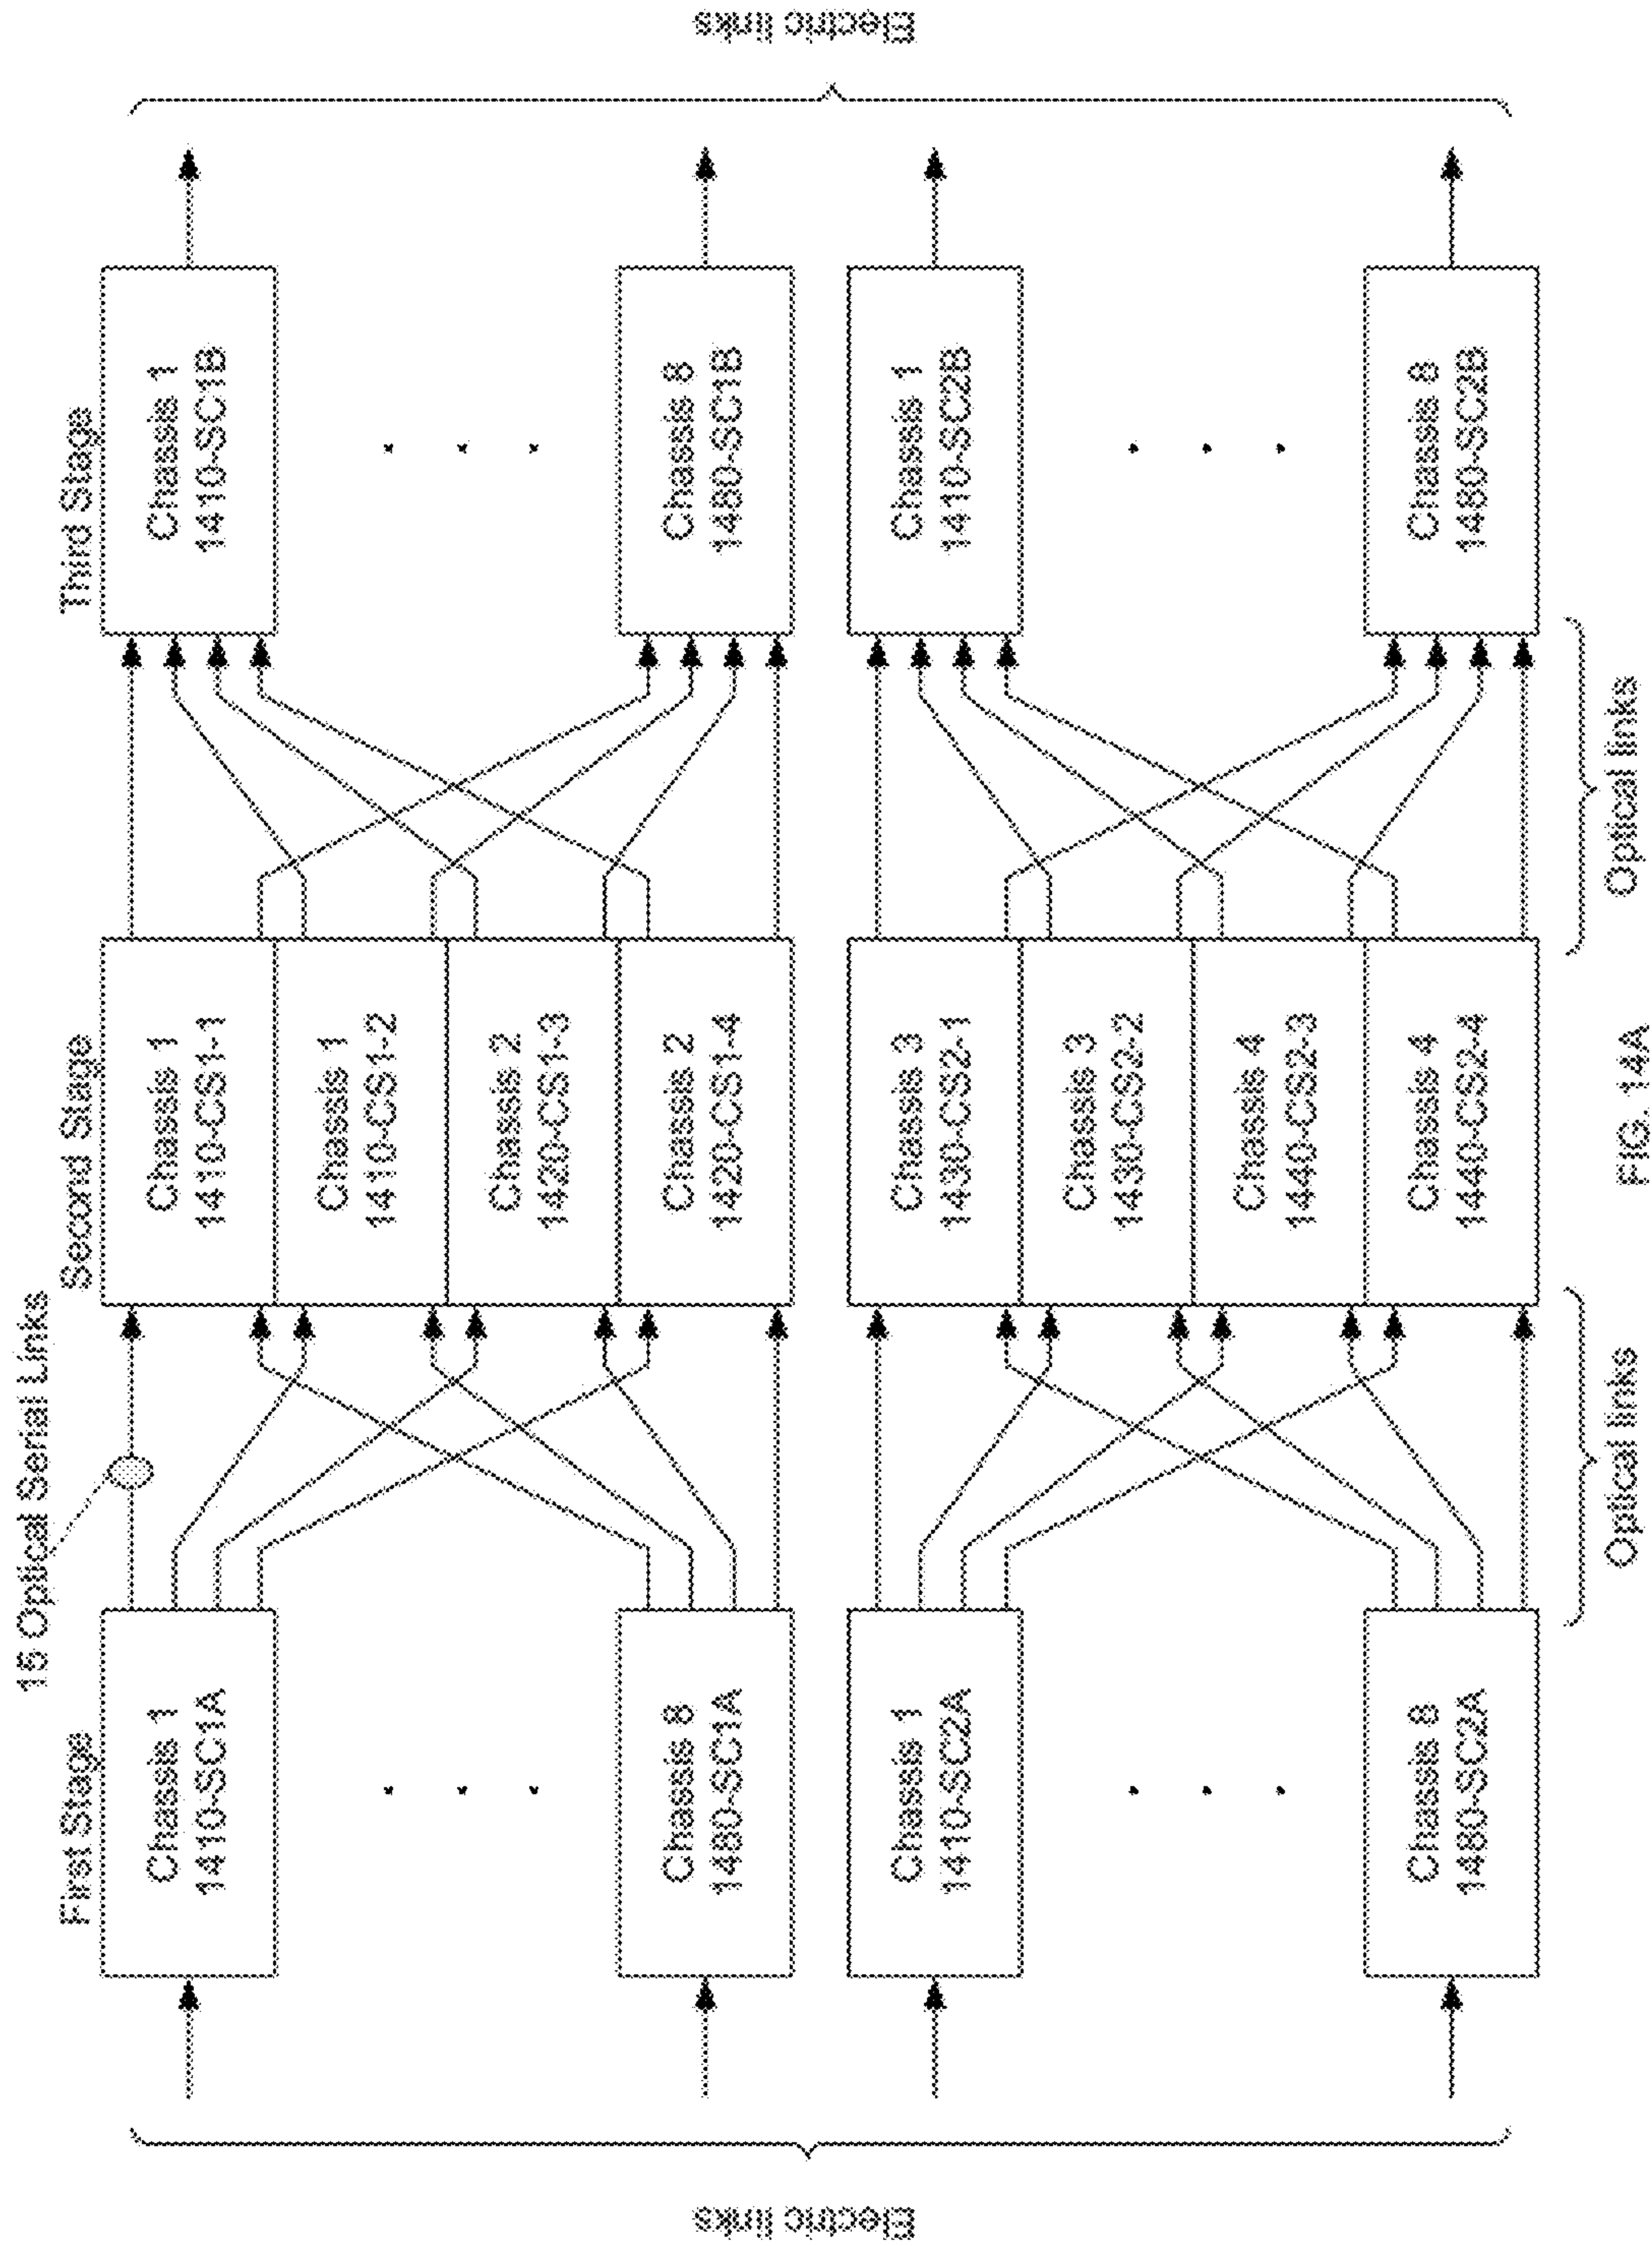 15 Optical Serial Links
First Stage
Second Stage
Third Stage
Electric links
Chassis 1
1410-SC1A
Chassis 8
1480-SC1A
Chassis 1
1410-SC2A
Chassis 8
1480-SC2A
Chassis 1
1410-CS1-1
Chassis 1
1410-CS1-2
Chassis 2
1420-CS1-3
Chassis 2
1420-CS1-4
Chassis 3
1430-CS2-1
Chassis 3
1430-CS2-2
Chassis 4
1440-CS2-3
Chassis 4
1440-CS2-4
Chassis 1
1410-SC1B
Chassis 8
1480-SC1B
Chassis 1
1410-SC2B
Chassis 8
1480-SC2B
Electric links
Optical links
Optical links
FIG. 14A